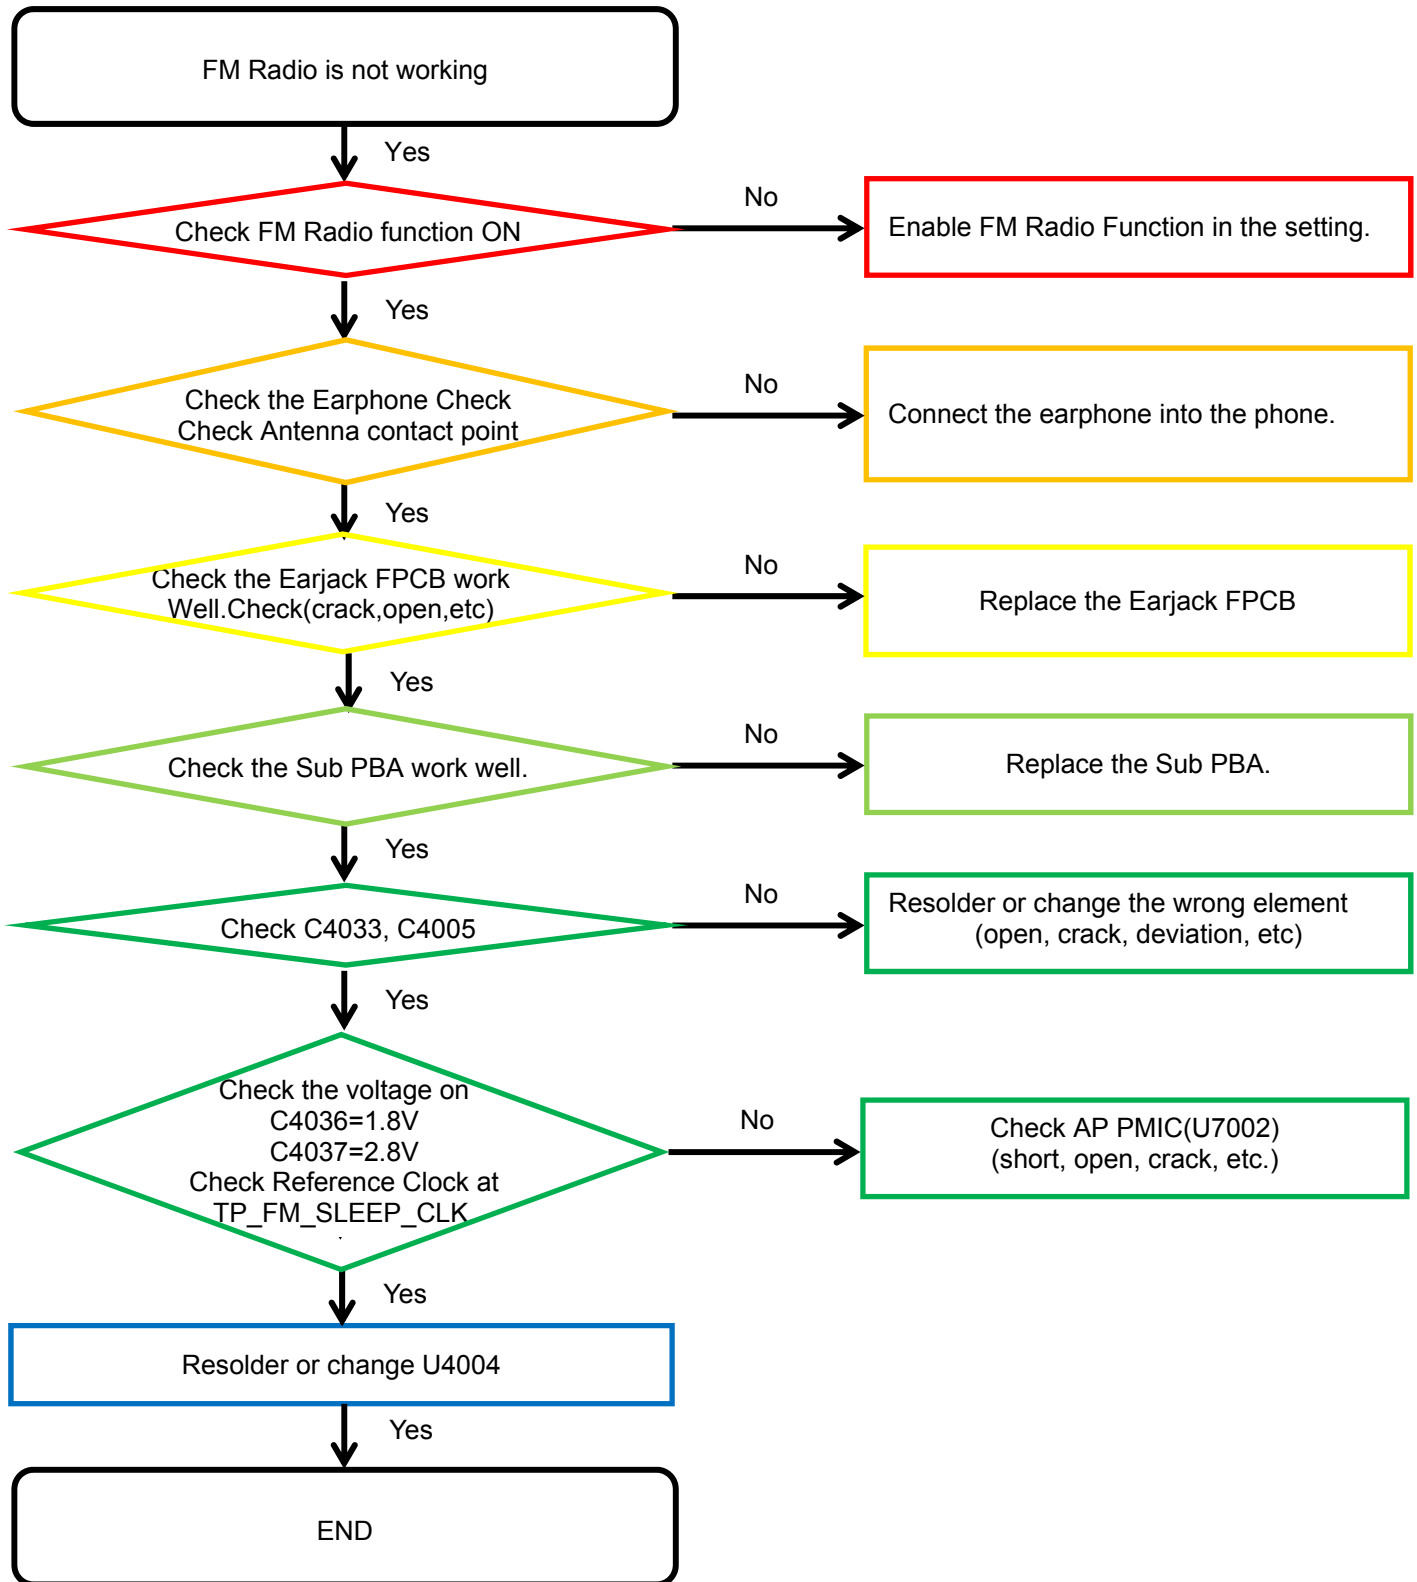 FM Radio is not working
Yes
Check FM Radio function ON
No
Enable FM Radio Function in the setting.
Yes
Check the Earphone Check
Check Antenna contact point
No
Connect the earphone into the phone.
Yes
Check the Earjack FPCB work
Well.Check(crack,open,etc)
No
Replace the Earjack FPCB
Yes
Check the Sub PBA work well.
No
Replace the Sub PBA.
Yes
Check C4033, C4005
No
Resolder or change the wrong element
(open, crack, deviation, etc)
Yes
Check the voltage on
C4036=1.8V
C4037=2.8V
Check Reference Clock at
TP_FM_SLEEP_CLK
.
No
Check AP PMIC(U7002)
(short, open, crack, etc.)
Yes
Resolder or change U4004
Yes
END